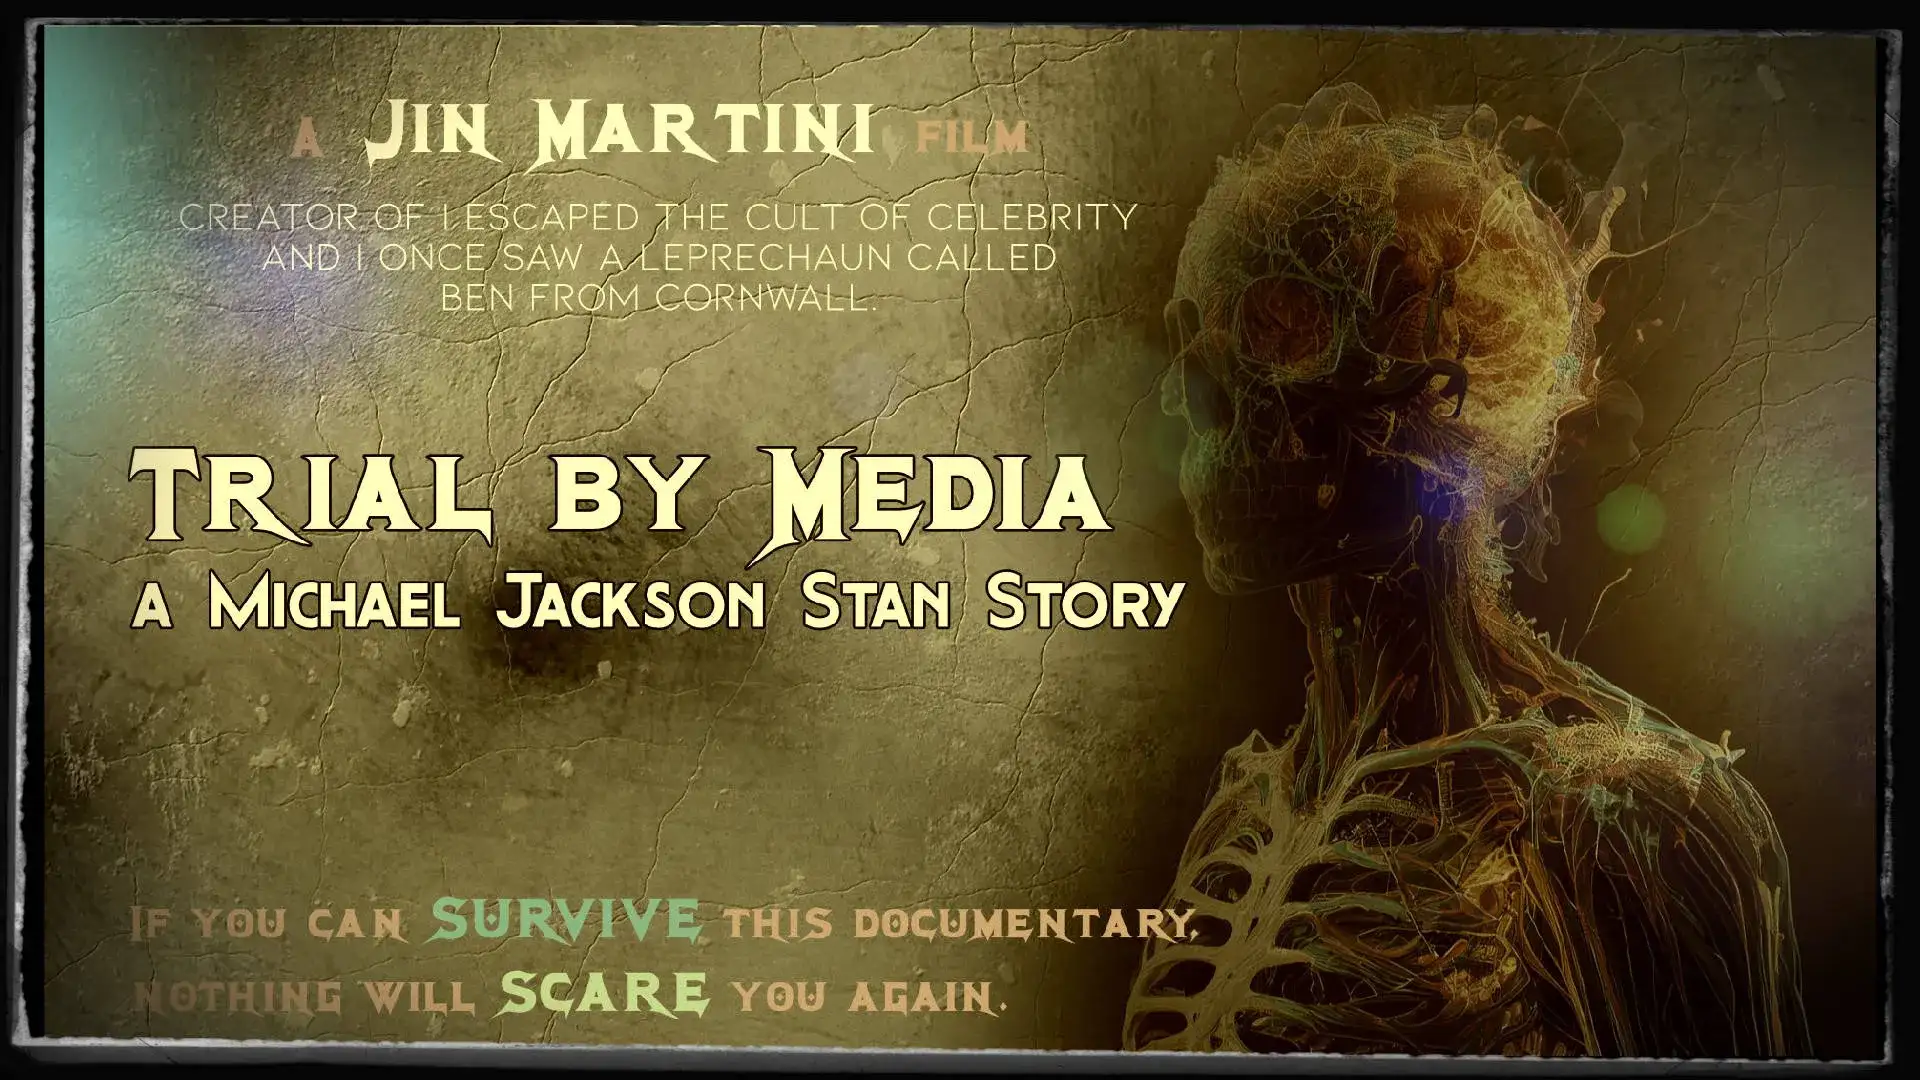 A Jin Martini Film
CREATOR OF I ESCAPED THE CULT OF CELEBRITY
AND I ONCE SAW A LEPRECHAUN CALLED
BEN FROM CORNWALL.
Trial by Media
a Michael Jackson Stan Story
If you can SURVIVE this documentary,
nothing will SCARE you again.